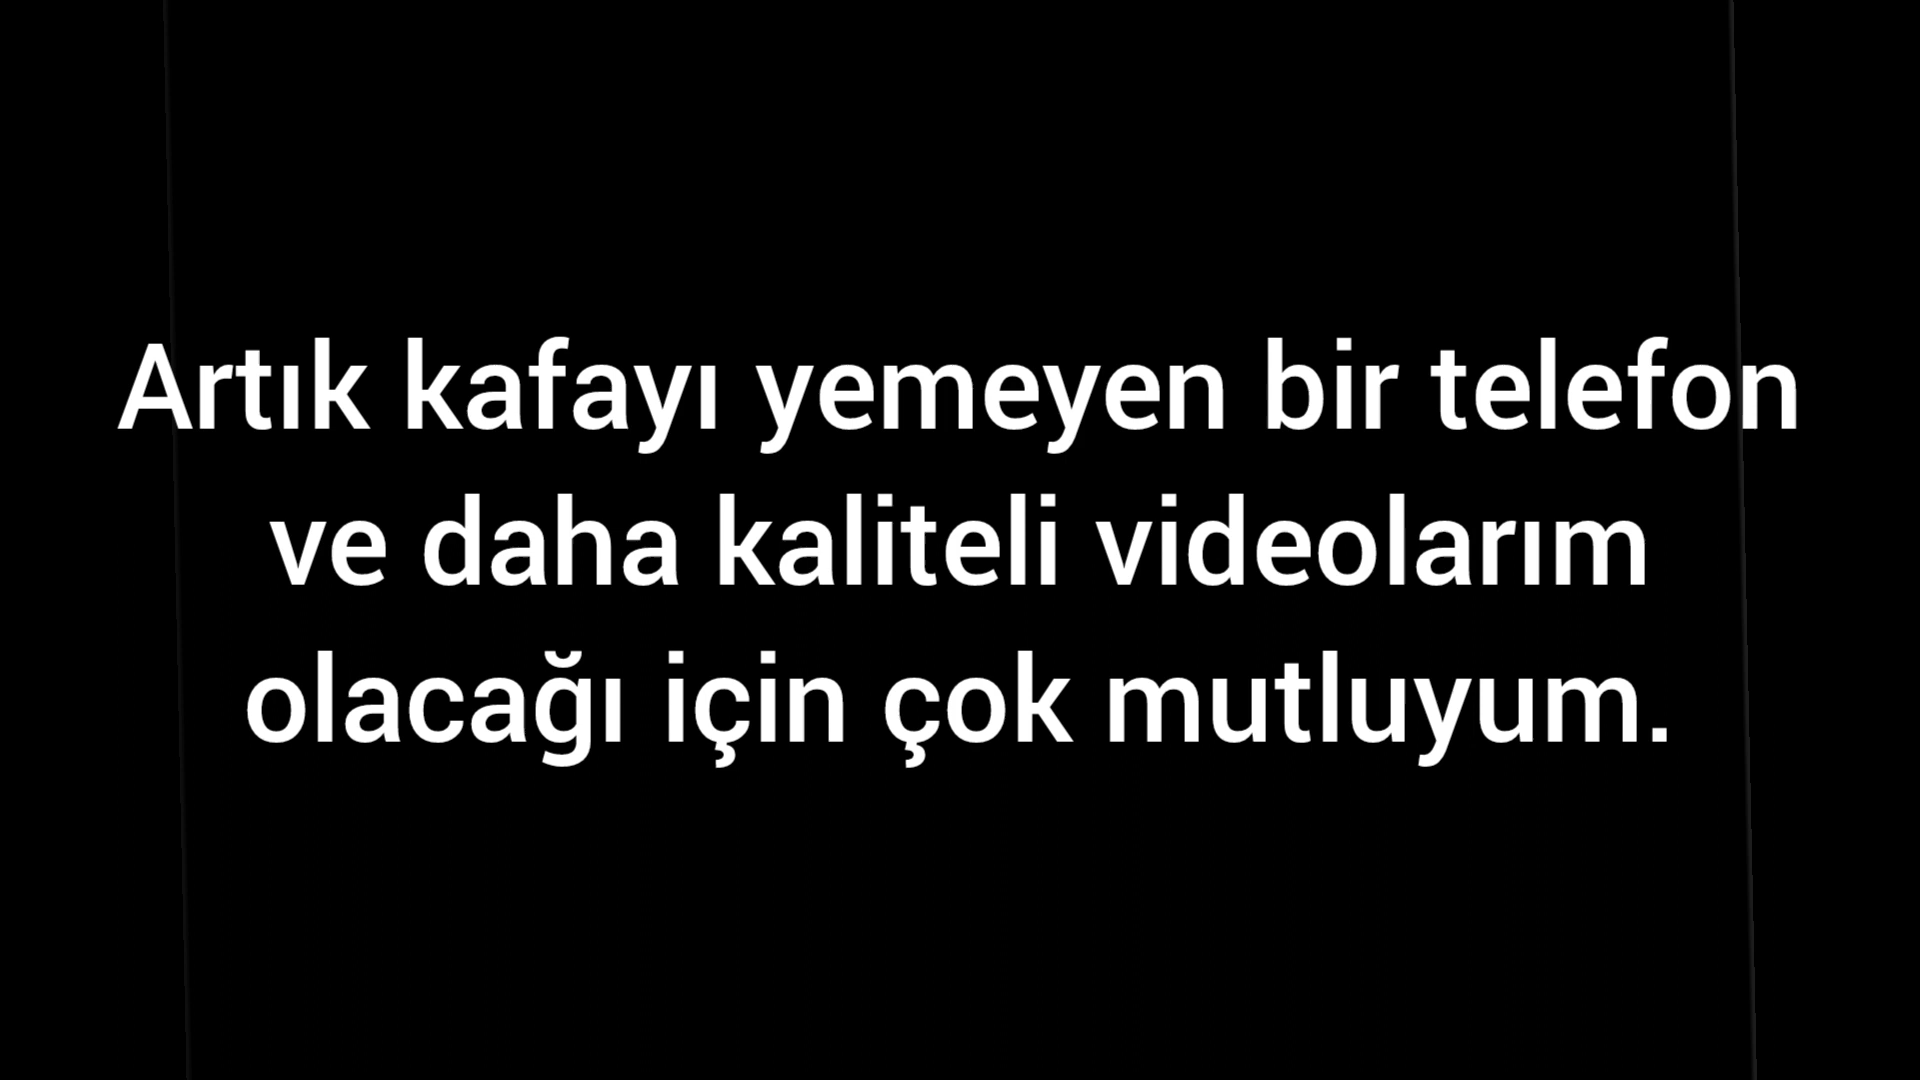 Artık kafayı yemeyen bir telefon
ve daha kaliteli videolarım
olacağı için çok mutluyum.